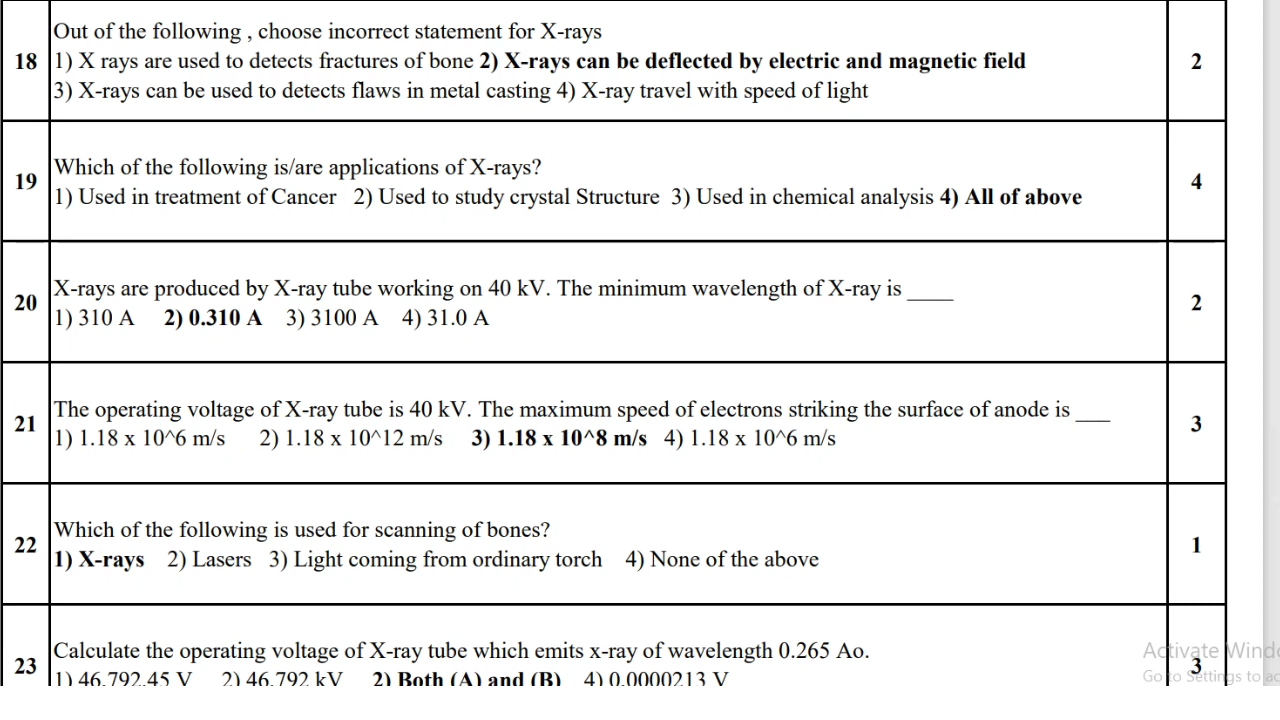 Out of the following , choose incorrect statement for X-rays
18 1) X rays are used to detects fractures of bone 2) X-rays can be deflected by electric and magnetic field 2
3) X-rays can be used to detects flaws in metal casting 4) X-ray travel with speed of light
Which of the following is/are applications of X-rays?
19 4
1) Used in treatment of Cancer 2) Used to study crystal Structure 3) Used in chemical analysis 4) All of above
X-rays are produced by X-ray tube working on 40 kV. The minimum wavelength of X-ray is ____
20 2
1) 310 A 2) 0.310 A 3) 3100 A 4) 31.0 A
The operating voltage of X-ray tube is 40 kV. The maximum speed of electrons striking the surface of anode is ___
21 3
1) 1.18 x 10^6 m/s 2) 1.18 x 10^12 m/s 3) 1.18 x 10^8 m/s 4) 1.18 x 10^6 m/s
Which of the following is used for scanning of bones?
22 1
1) X-rays 2) Lasers 3) Light coming from ordinary torch 4) None of the above
Calculate the operating voltage of X-ray tube which emits x-ray of wavelength 0.265 Ao.
23 3
1) 46,792.45 V 2) 46.792 kV 2) Both (A) and (B) 4) 0.0000213 V
Activate Wind
Go to Settings to ac